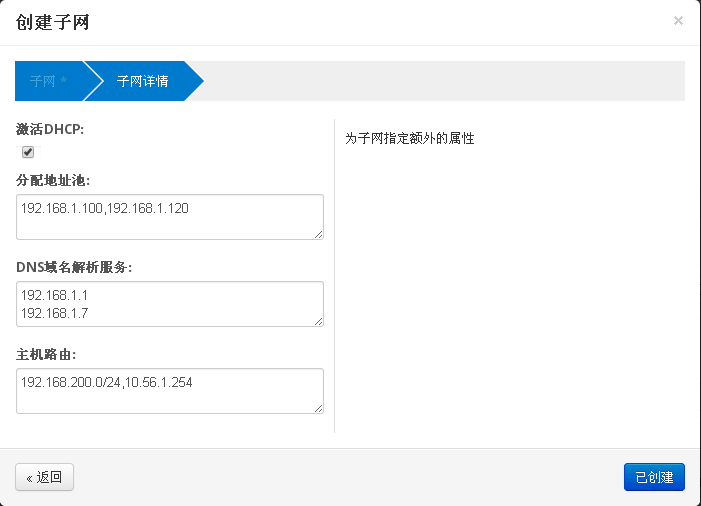 创建子网
×
子网 *
子网详情
激活DHCP:
为子网指定额外的属性
分配地址池:
192.168.1.100,192.168.1.120
DNS域名解析服务:
192.168.1.1
192.168.1.7
主机路由:
192.168.200.0/24,10.56.1.254
« 返回
已创建